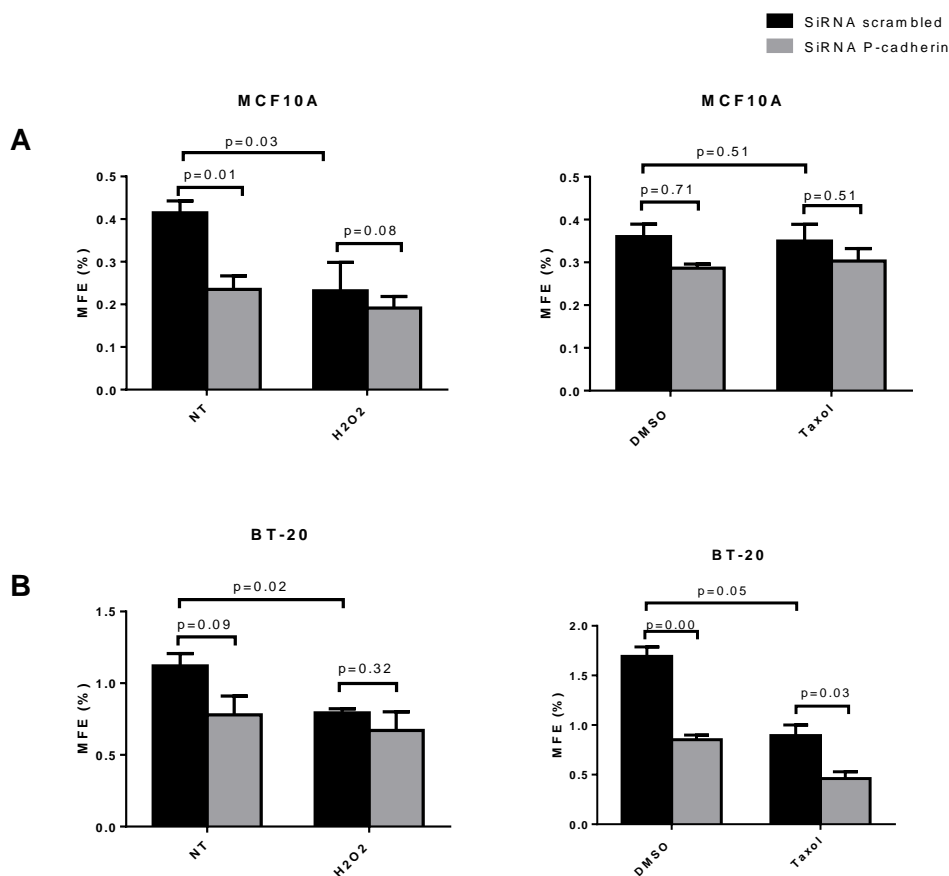 SiRNA scrambled
SiRNA P-cadherin
A
MCF10A
p=0.03
p=0.01
p=0.08
0.5
0.4
0.3
0.2
0.1
0.0
MFE (%)
NT
H2O2
MCF10A
p=0.51
p=0.71
p=0.51
0.5
0.4
0.3
0.2
0.1
0.0
MFE (%)
DMSO
Taxol
B
BT-20
p=0.02
p=0.09
p=0.32
1.5
1.0
0.5
0.0
MFE (%)
NT
H2O2
BT-20
p=0.05
p=0.00
p=0.03
2.0
1.5
1.0
0.5
0.0
MFE (%)
DMSO
Taxol